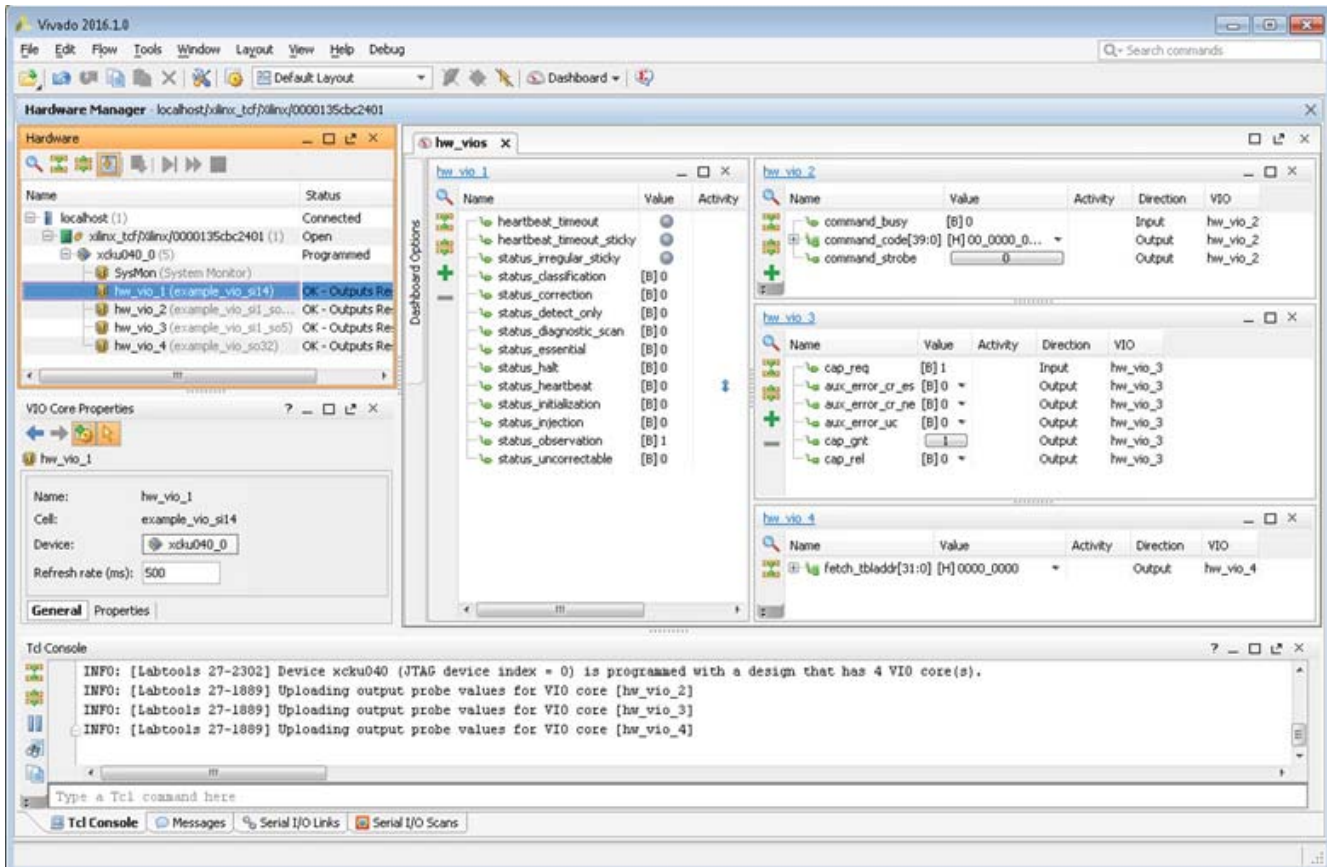 Vivado 2016.1.0
File Edit Flow Tools Window Layout View Help Debug
Search commands
Default Layout
Dashboard
Hardware Manager - localhost/xilinx_tcf/Xilinx/0000135cbc2401
Hardware
Name Status
localhost (1) Connected
xilinx_tcf/Xilinx/0000135cbc2401 (1) Open
xcku040_0 (5) Programmed
SysMon (System Monitor)
hw_vio_1 (example_vio_si14) OK - Outputs Re
hw_vio_2 (example_vio_si1_so... OK - Outputs Re
hw_vio_3 (example_vio_si1_so5) OK - Outputs Re
hw_vio_4 (example_vio_so32) OK - Outputs Re
VIO Core Properties
hw_vio_1
Name: hw_vio_1
Cell: example_vio_si14
Device: xcku040_0
Refresh rate (ms): 500
General Properties
hw_vios
Dashboard Options
hw_vio_1
Name Value Activity
heartbeat_timeout
heartbeat_timeout_sticky
status_irregular_sticky
status_classification [B] 0
status_correction [B] 0
status_detect_only [B] 0
status_diagnostic_scan [B] 0
status_essential [B] 0
status_halt [B] 0
status_heartbeat [B] 0
status_initialization [B] 0
status_injection [B] 0
status_observation [B] 1
status_uncorrectable [B] 0
hw_vio_2
Name Value Activity Direction VIO
command_busy [B] 0 Input hw_vio_2
command_code[39:0] [H] 00_0000_0... Output hw_vio_2
command_strobe 0 Output hw_vio_2
hw_vio_3
Name Value Activity Direction VIO
cap_req [B] 1 Input hw_vio_3
aux_error_cr_es [B] 0 Output hw_vio_3
aux_error_cr_ne [B] 0 Output hw_vio_3
aux_error_uc [B] 0 Output hw_vio_3
cap_gnt 1 Output hw_vio_3
cap_rel [B] 0 Output hw_vio_3
hw_vio_4
Name Value Activity Direction VIO
fetch_tbladdr[31:0] [H] 0000_0000 Output hw_vio_4
Tcl Console
INFO: [Labtools 27-2302] Device xcku040 (JTAG device index = 0) is programmed with a design that has 4 VIO core(s).
INFO: [Labtools 27-1889] Uploading output probe values for VIO core [hw_vio_2]
INFO: [Labtools 27-1889] Uploading output probe values for VIO core [hw_vio_3]
INFO: [Labtools 27-1889] Uploading output probe values for VIO core [hw_vio_4]
Type a Tcl command here
Tcl Console Messages Serial I/O Links Serial I/O Scans